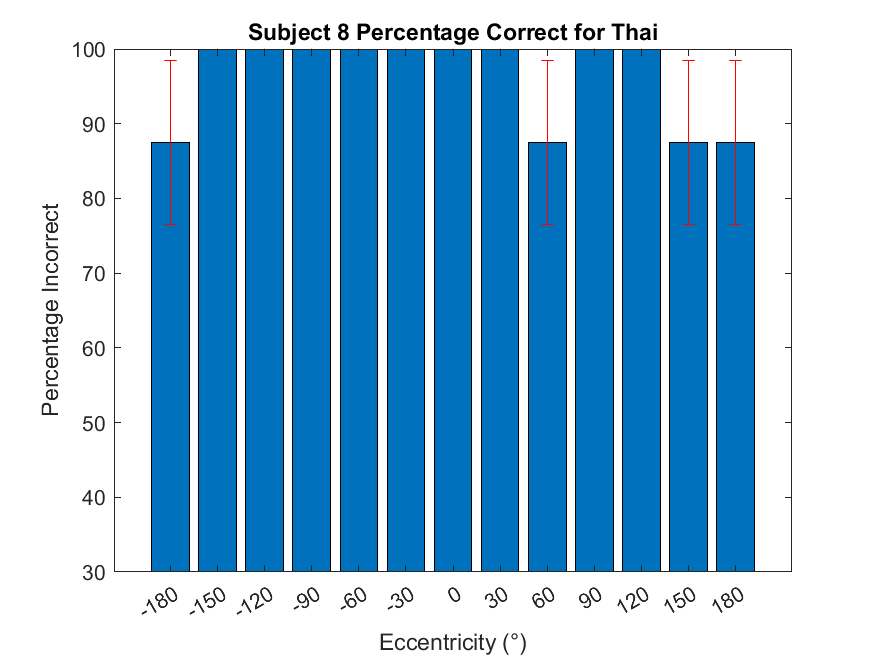 Subject 8 Percentage Correct for Thai
100
90
80
70
60
50
40
30
Percentage Incorrect
-180 -150 -120 -90 -60 -30 0 30 60 90 120 150 180
Eccentricity (°)